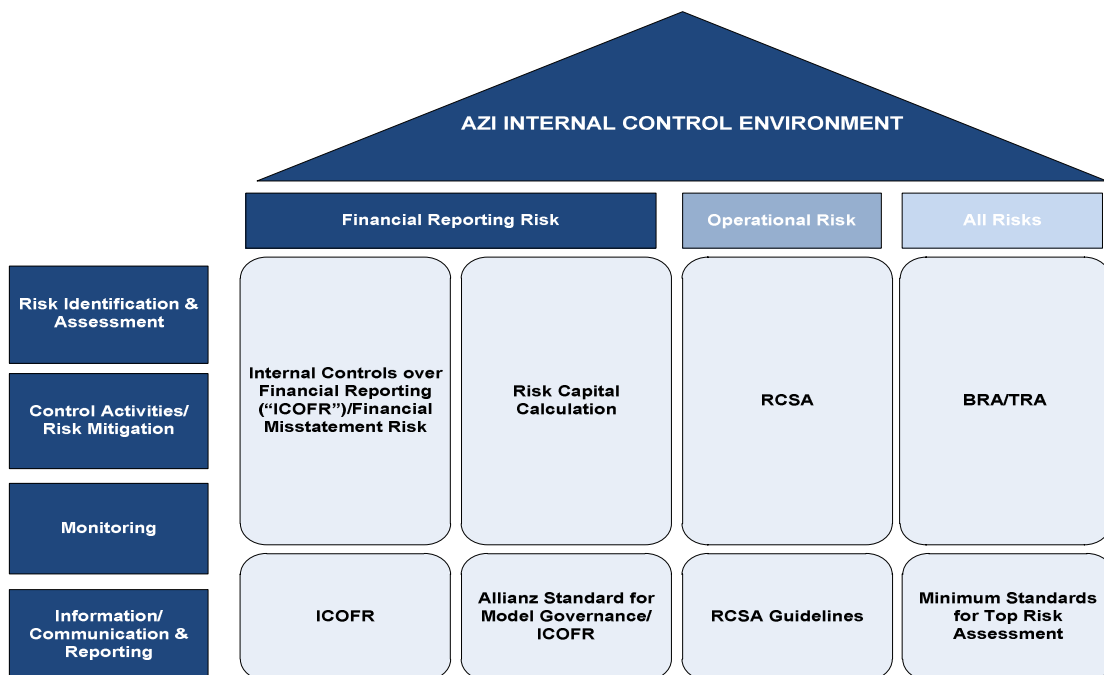 AZI INTERNAL CONTROL ENVIRONMENT
Financial Reporting Risk
Operational Risk
All Risks
Risk Identification &
Assessment
Control Activities/
Risk Mitigation
Monitoring
Information/
Communication &
Reporting
Internal Controls over
Financial Reporting
(“ICOFR”)/Financial
Misstatement Risk
Risk Capital
Calculation
RCSA
BRA/TRA
ICOFR
Allianz Standard for
Model Governance/
ICOFR
RCSA Guidelines
Minimum Standards
for Top Risk
Assessment